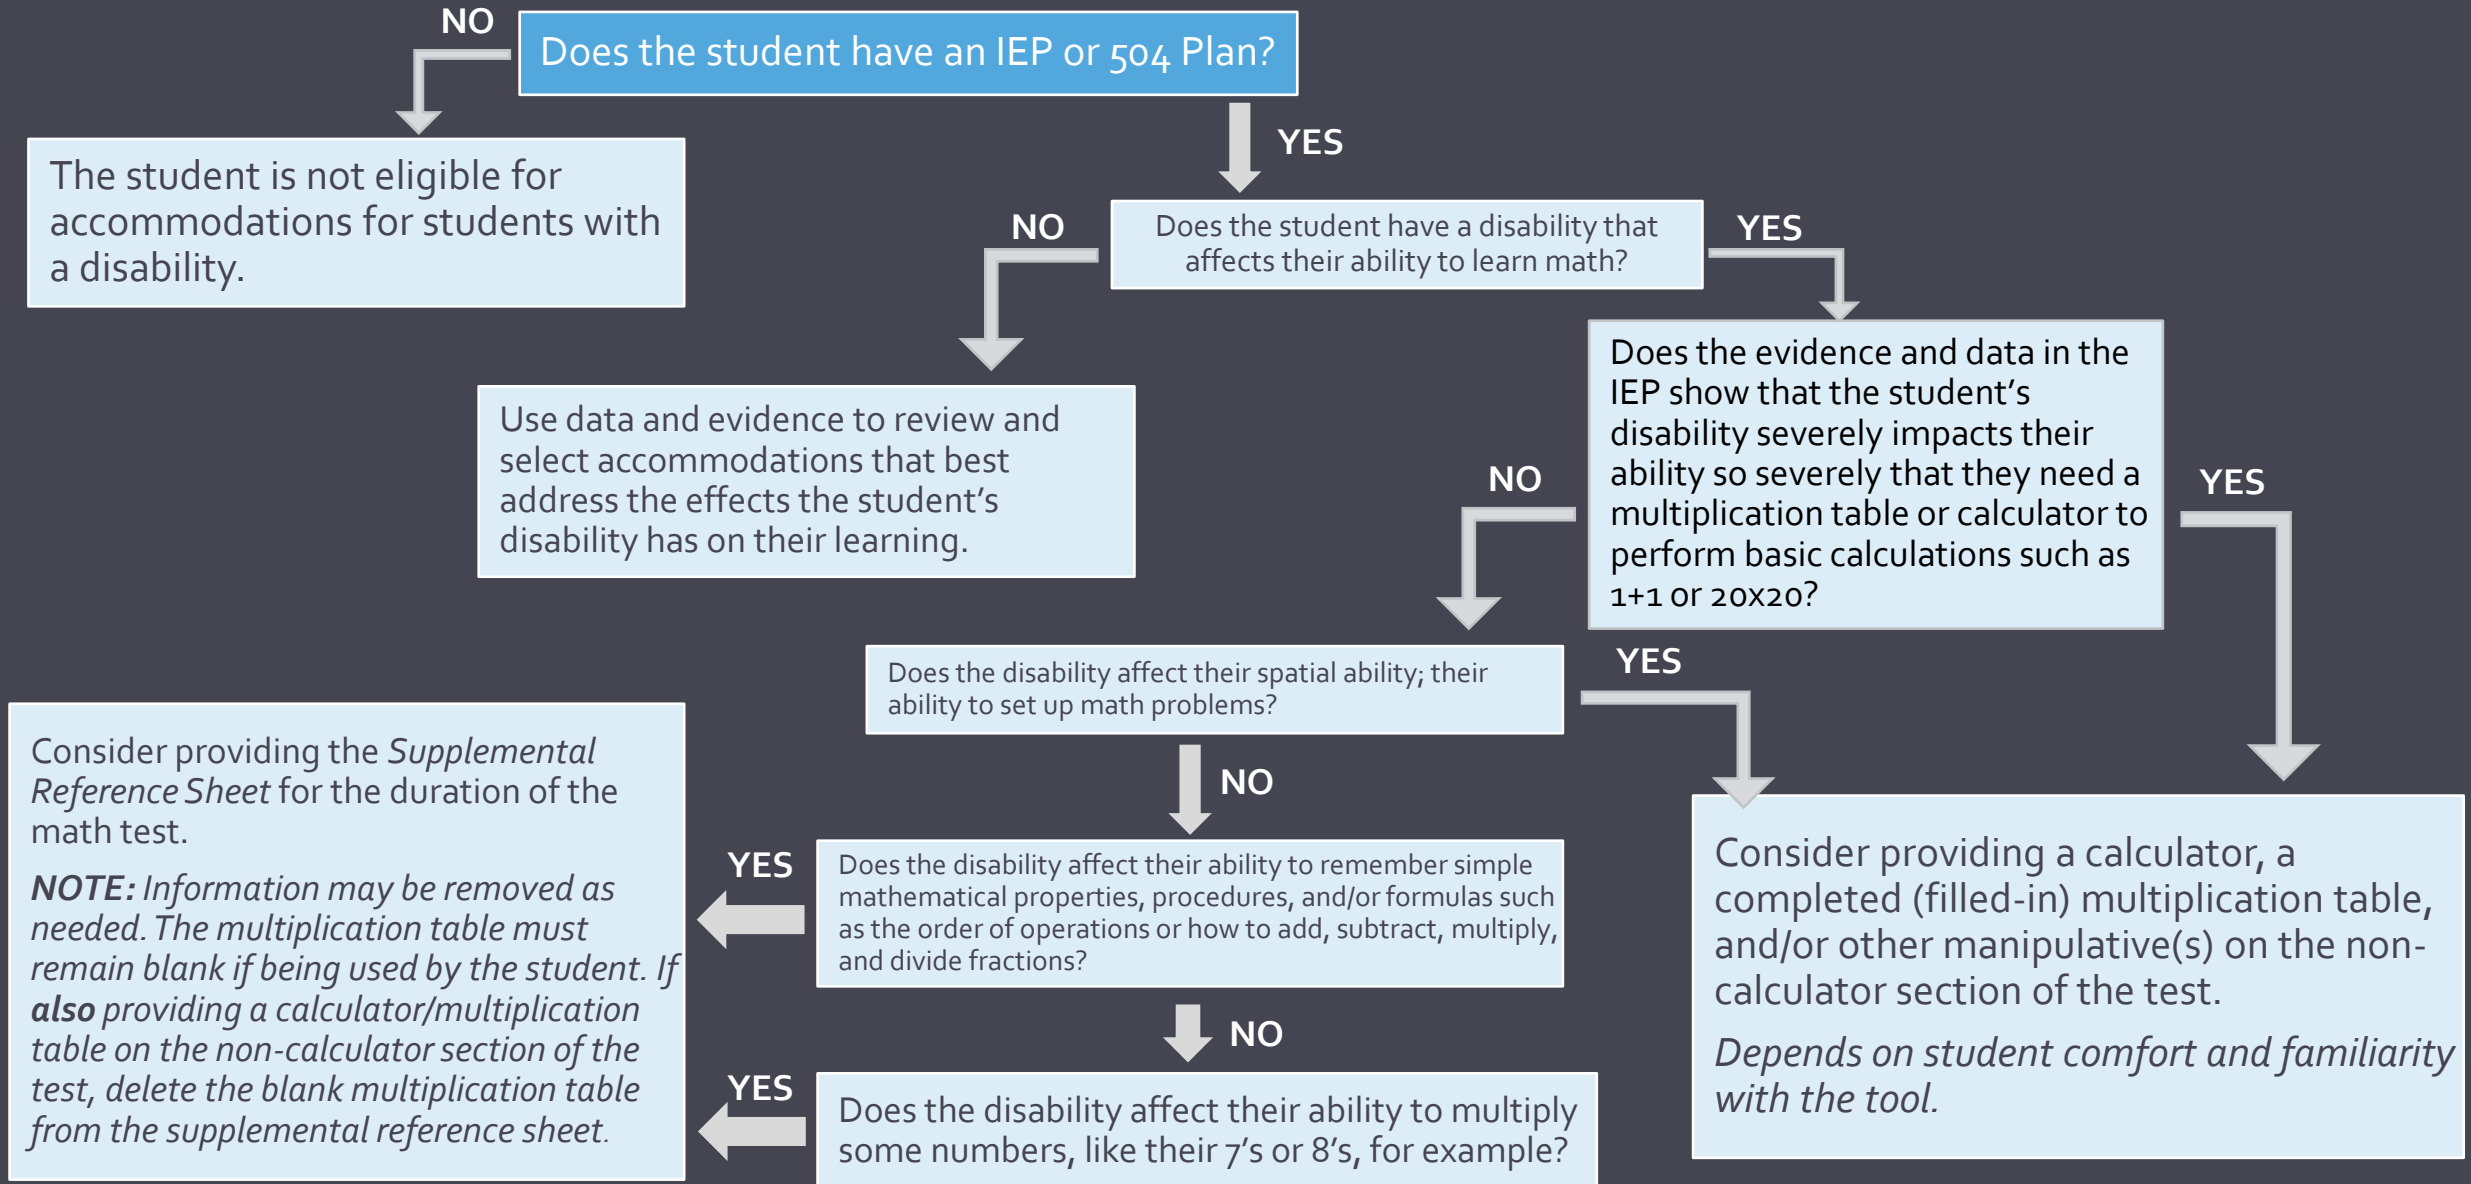 NO
Does the student have an IEP or 504 Plan?
YES
The student is not eligible for
accommodations for students with
a disability.
NO
Does the student have a disability that
affects their ability to learn math?
YES
Use data and evidence to review and
select accommodations that best
address the effects the student's
disability has on their learning.
Does the evidence and data in the
IEP show that the student's
disability severely impacts their
ability so severely that they need a
multiplication table or calculator to
perform basic calculations such as
1+1 or 20x20?
NO
YES
Does the disability affect their spatial ability; their
ability to set up math problems?
YES
NO
Consider providing the Supplemental
Reference Sheet for the duration of the
math test.
NOTE: Information may be removed as
needed. The multiplication table must
remain blank if being used by the student. If
also providing a calculator/multiplication
table on the non-calculator section of the
test, delete the blank multiplication table
from the supplemental reference sheet.
YES
Does the disability affect their ability to remember simple
mathematical properties, procedures, and/or formulas such
as the order of operations or how to add, subtract, multiply,
and divide fractions?
NO
YES
Does the disability affect their ability to multiply
some numbers, like their 7's or 8's, for example?
Consider providing a calculator, a
completed (filled-in) multiplication table,
and/or other manipulative(s) on the non-
calculator section of the test.
Depends on student comfort and familiarity
with the tool.